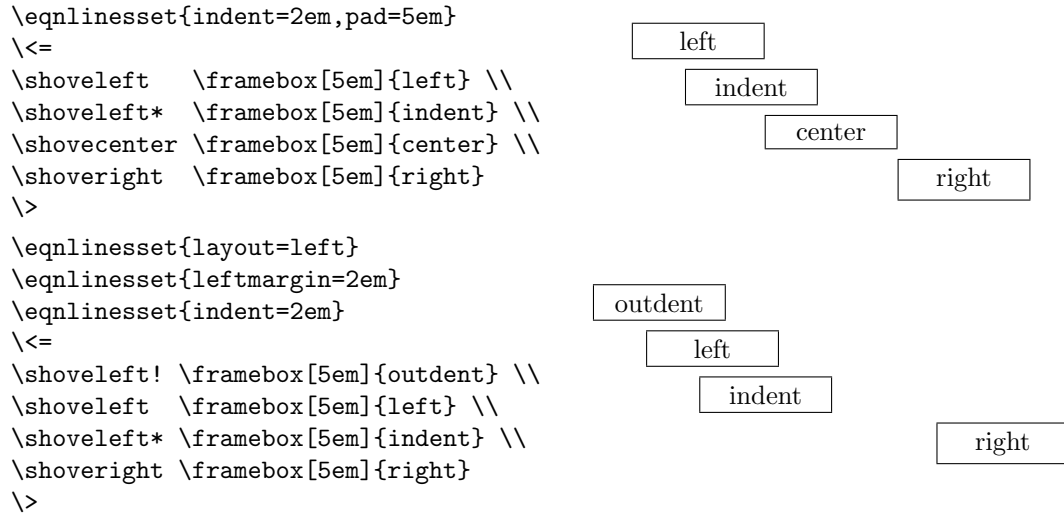 \eqnlinesset{indent=2em,pad=5em}
\<=
\shoveleft   \framebox[5em]{left} \\
\shoveleft*  \framebox[5em]{indent} \\
\shovecenter \framebox[5em]{center} \\
\shoveright  \framebox[5em]{right}
\>
left
indent
center
right
\eqnlinesset{layout=left}
\eqnlinesset{leftmargin=2em}
\eqnlinesset{indent=2em}
\<=
\shoveleft! \framebox[5em]{outdent} \\
\shoveleft  \framebox[5em]{left} \\
\shoveleft* \framebox[5em]{indent} \\
\shoveright \framebox[5em]{right}
\>
outdent
left
indent
right